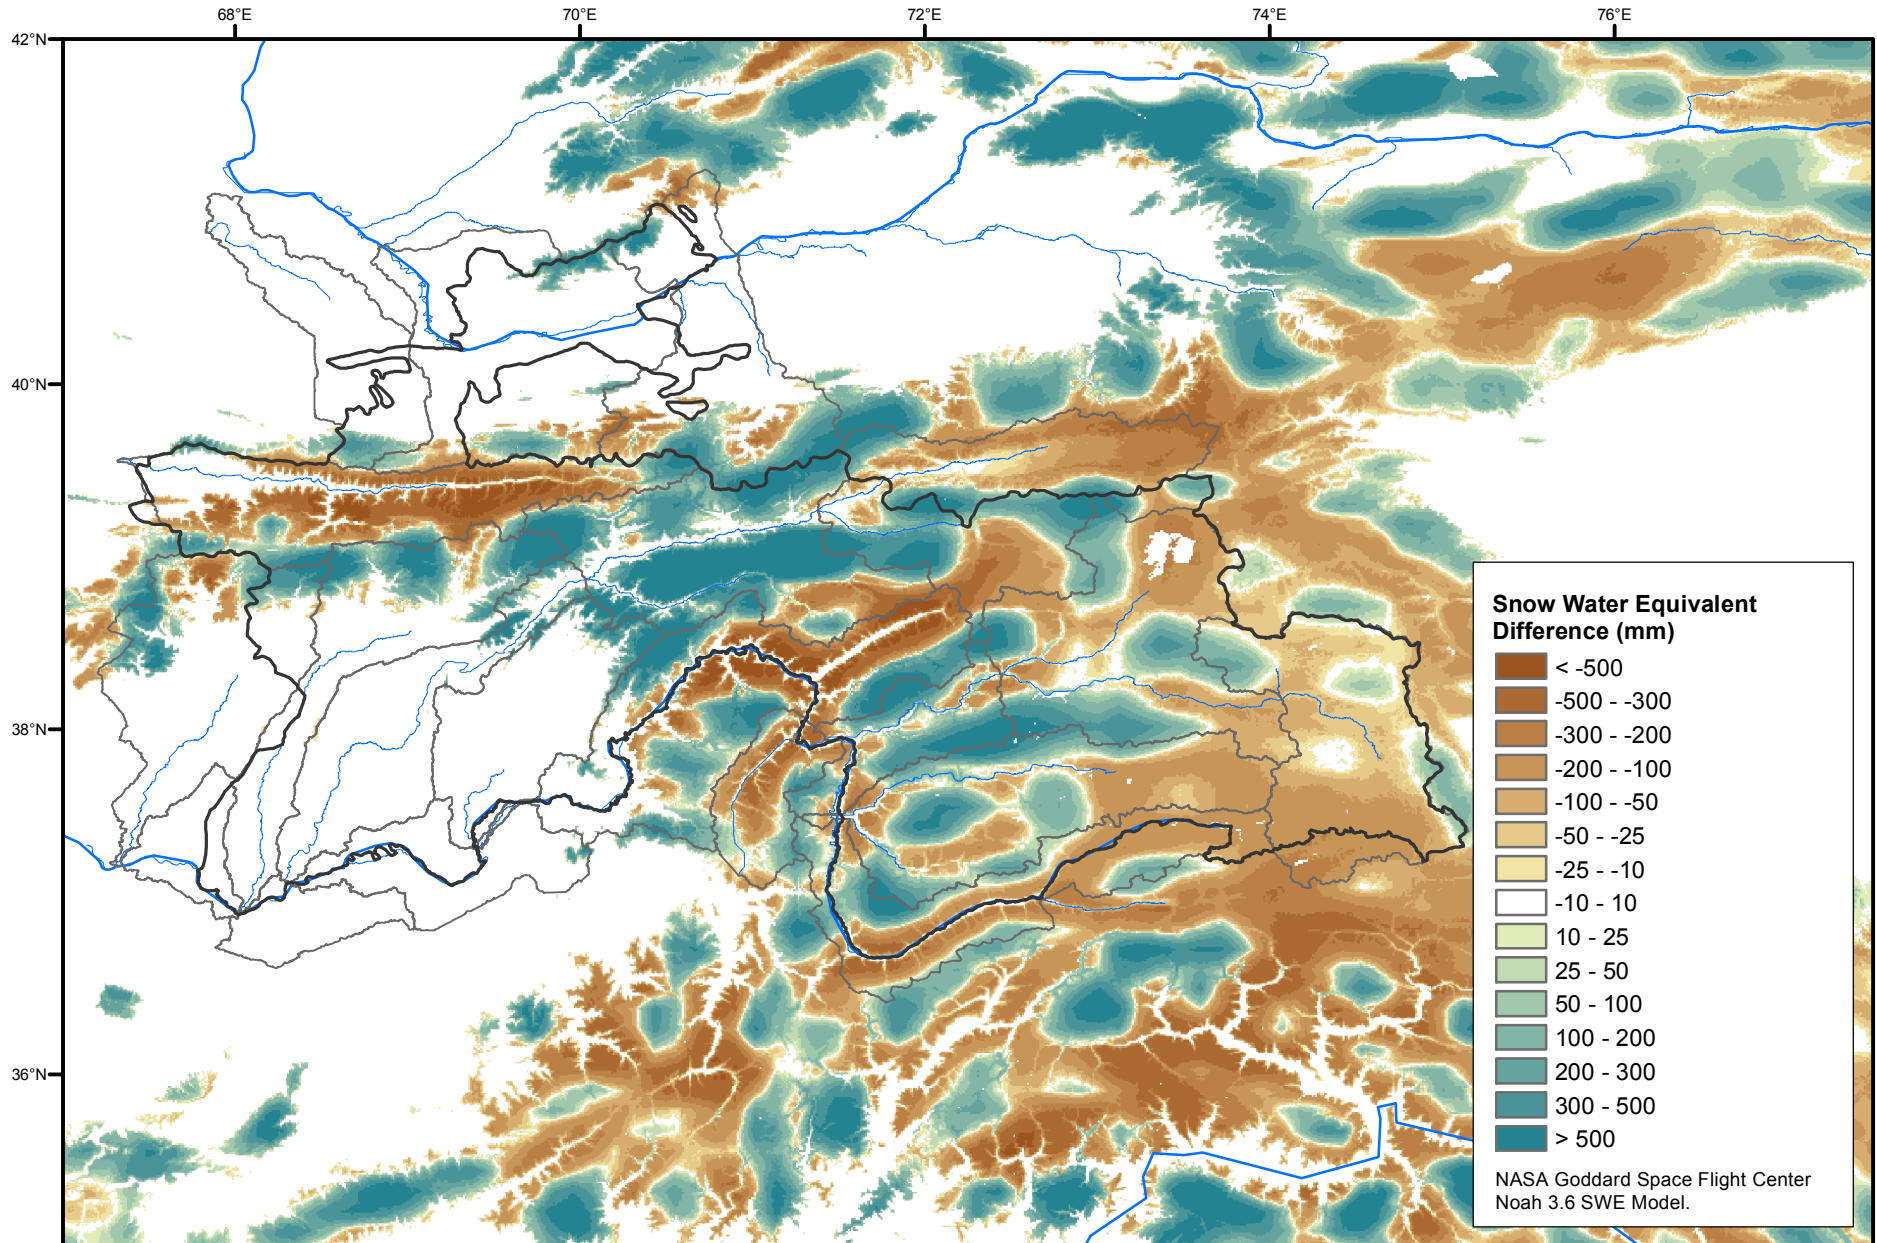 68°E 70°E 72°E 74°E 76°E
42°N
40°N
38°N
36°N
Snow Water Equivalent
Difference (mm)
< -500
-500 - -300
-300 - -200
-200 - -100
-100 - -50
-50 - -25
-25 - -10
-10 - 10
10 - 25
25 - 50
50 - 100
100 - 200
200 - 300
300 - 500
> 500
NASA Goddard Space Flight Center
Noah 3.6 SWE Model.